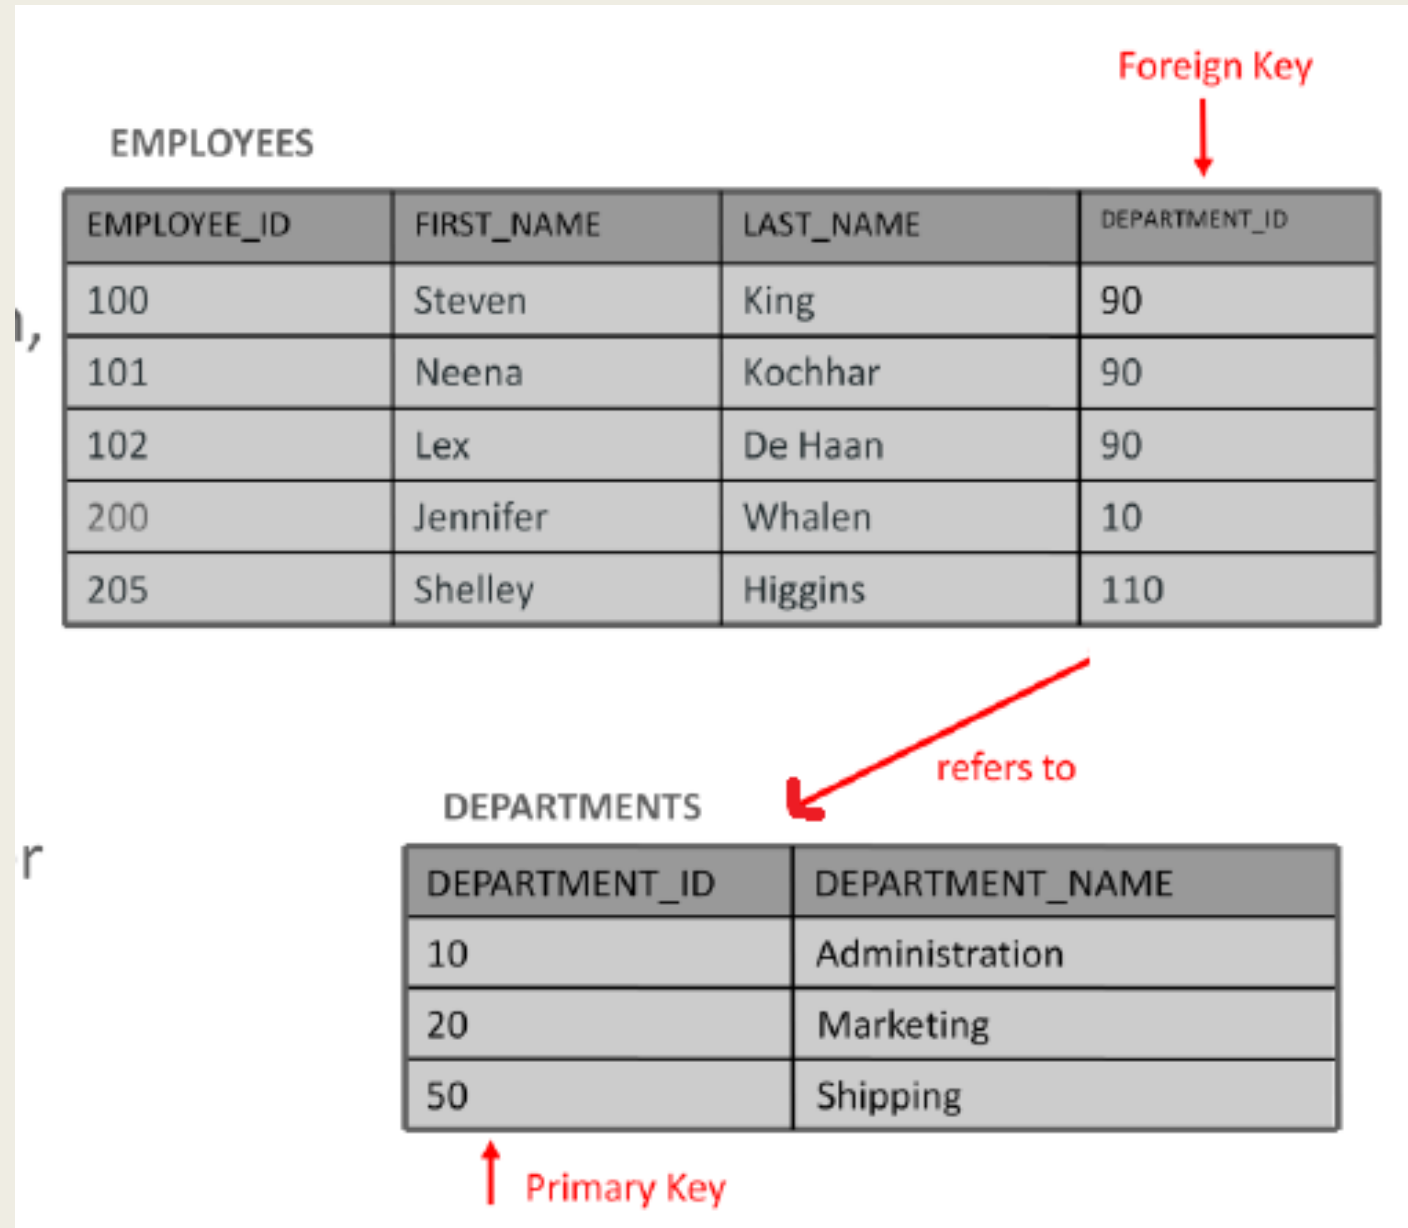 Foreign Key
EMPLOYEES
EMPLOYEE_ID FIRST_NAME LAST_NAME DEPARTMENT_ID
100 Steven King 90
101 Neena Kochhar 90
102 Lex De Haan 90
200 Jennifer Whalen 10
205 Shelley Higgins 110
refers to
DEPARTMENTS
DEPARTMENT_ID DEPARTMENT_NAME
10 Administration
20 Marketing
50 Shipping
Primary Key